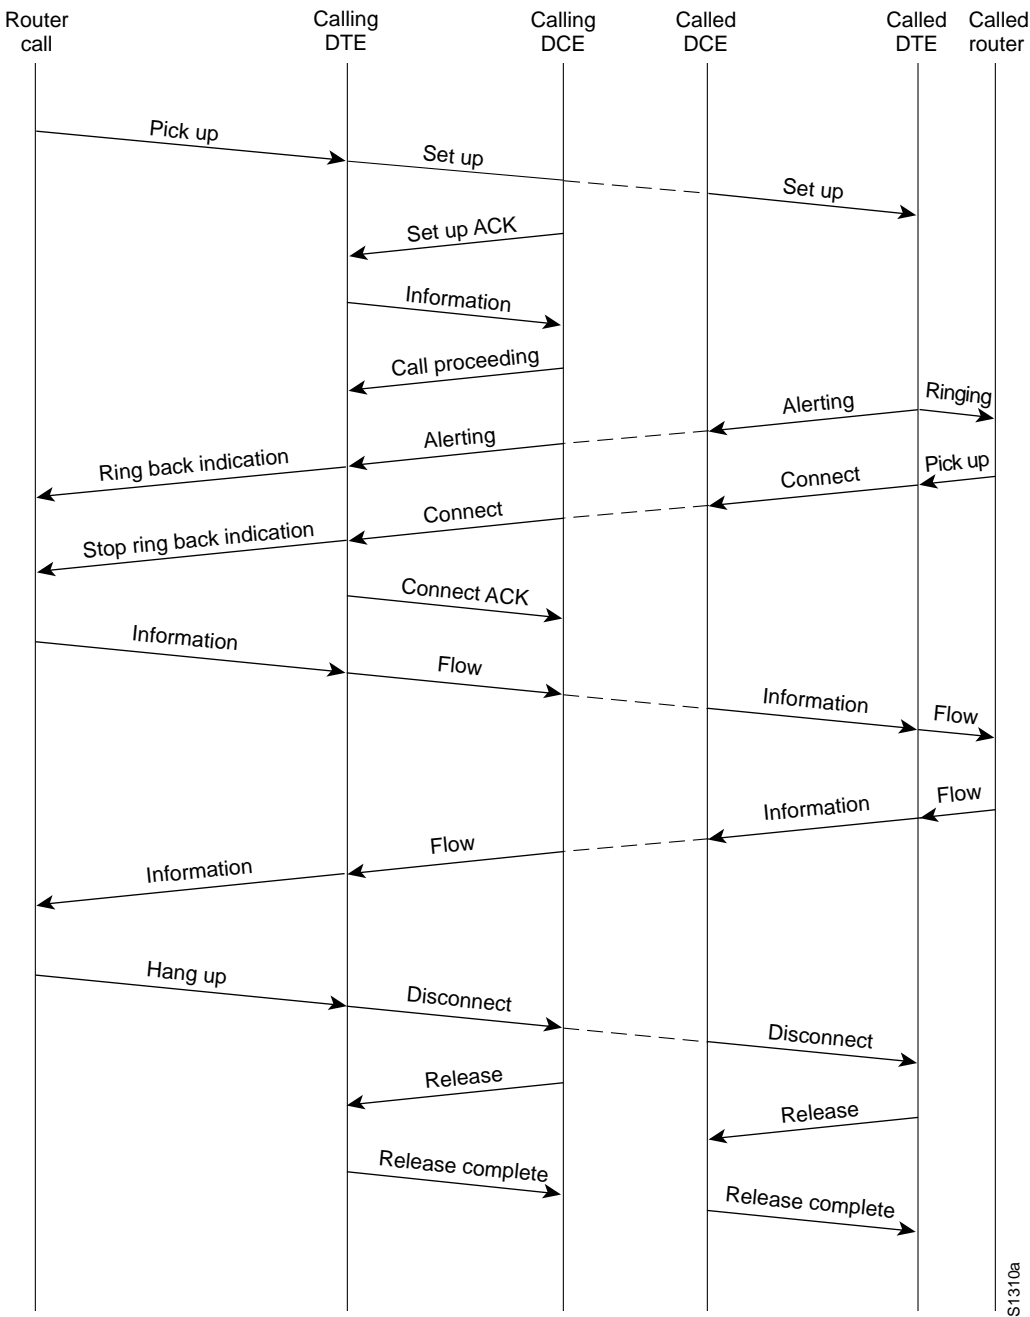 Router
call
Calling
DTE
Calling
DCE
Called
DCE
Called
DTE
Called
router
Pick up
Set up
Set up
Set up ACK
Information
Call proceeding
Ringing
Alerting
Alerting
Ring back indication
Pick up
Connect
Connect
Stop ring back indication
Connect ACK
Information
Flow
Information
Flow
Flow
Information
Flow
Information
Hang up
Disconnect
Disconnect
Release
Release
Release complete
Release complete
S1310a